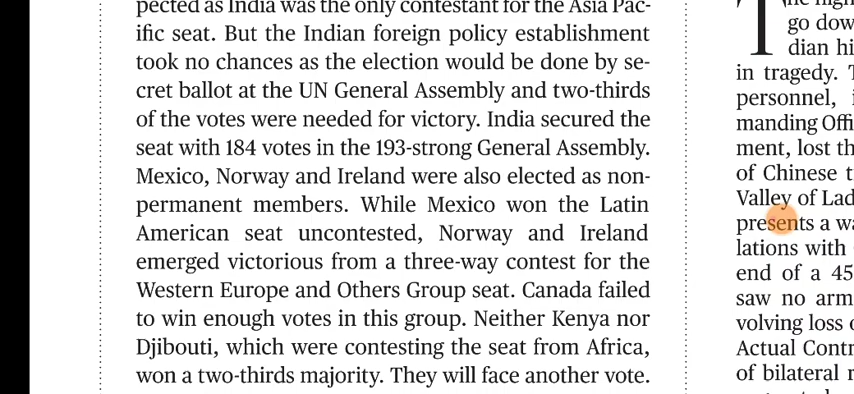 pected as India was the only contestant for the Asia Pac-
ific seat. But the Indian foreign policy establishment
took no chances as the election would be done by se-
cret ballot at the UN General Assembly and two-thirds
of the votes were needed for victory. India secured the
seat with 184 votes in the 193-strong General Assembly.
Mexico, Norway and Ireland were also elected as non-
permanent members. While Mexico won the Latin
American seat uncontested, Norway and Ireland
emerged victorious from a three-way contest for the
Western Europe and Others Group seat. Canada failed
to win enough votes in this group. Neither Kenya nor
Djibouti, which were contesting the seat from Africa,
won a two-thirds majority. They will face another vote.
T
go dow
dian hi
in tragedy. T
personnel, i
manding Offi
ment, lost th
of Chinese t
Valley of Lad
presents a wa
lations with
end of a 45
saw no arm
volving loss o
Actual Contr
of bilateral r